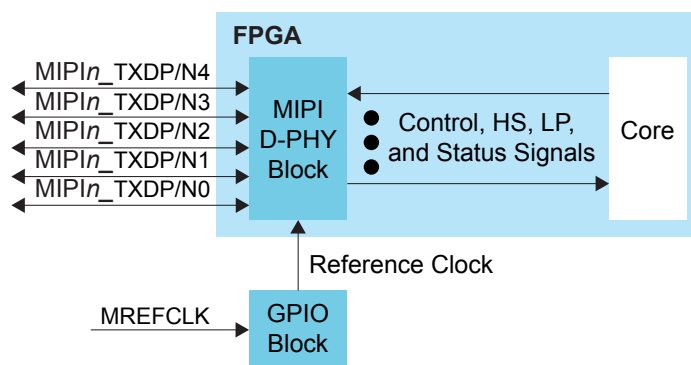 FPGA
MIPIn_TXDP/N4
MIPIn_TXDP/N3
MIPIn_TXDP/N2
MIPIn_TXDP/N1
MIPIn_TXDP/N0
MIPI
D-PHY
Block
Control, HS, LP,
and Status Signals
Core
Reference Clock
MREFCLK
GPIO
Block